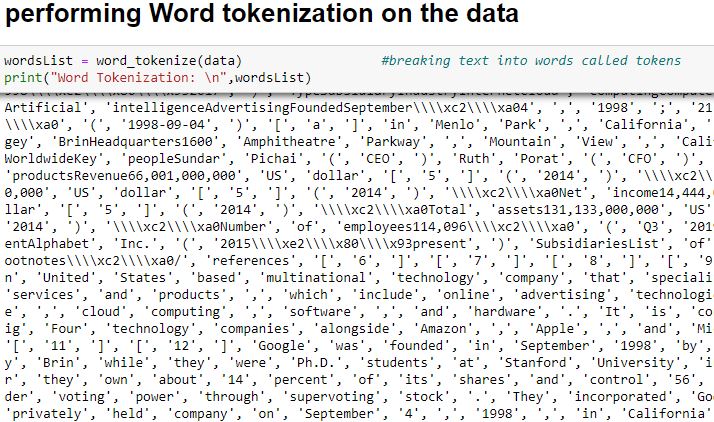 performing Word tokenization on the data
wordsList = word_tokenize(data) #breaking text into words called tokens
print("Word Tokenization: \n",wordsList)
Artificial', 'intelligenceAdvertisingFoundedSeptember\\\\xc2\\\\xa04', ',', '1998', ';', '21
\\\\xa0', '(', '1998-09-04', ')', '[', 'a', ']', 'in', 'Menlo', 'Park', ',', 'California', '
gey', 'BrinHeadquarters1600', 'Amphitheatre', 'Parkway', ',', 'Mountain', 'View', ',', 'Cali
WorldwideKey', 'peopleSundar', 'Pichai', '(', 'CEO', ')', 'Ruth', 'Porat', '(', 'CFO', ')',
'productsRevenue66,001,000,000', 'US', 'dollar', '[', '5', ']', '(', '2014', ')', '\\\\xc2\\
0,000', 'US', 'dollar', '[', '5', ']', '(', '2014', ')', '\\\\xc2\\\\xa0Net', 'income14,444,
llar', '[', '5', ']', '(', '2014', ')', '\\\\xc2\\\\xa0Total', 'assets131,133,000,000', 'US'
'2014', ')', '\\\\xc2\\\\xa0Number', 'of', 'employees114,096\\\\xc2\\\\xa0', '(', 'Q3', '201
entAlphabet', 'Inc.', '(', '2015\\\\xe2\\\\x80\\\\x93present', ')', 'SubsidiariesList', 'of'
ootnotes\\\\xc2\\\\xa0/', 'references', '[', '6', ']', '[', '7', ']', '[', '8', ']', '[', '9
n', 'United', 'States', 'based', 'multinational', 'technology', 'company', 'that', 'speciali
'services', 'and', 'products', ',', 'which', 'include', 'online', 'advertising', 'technologi
e', ',', 'cloud', 'computing', ',', 'software', ',', 'and', 'hardware', '.', 'It', 'is', 'co
ig', 'Four', 'technology', 'companies', 'alongside', 'Amazon', ',', 'Apple', ',', 'and', 'Mi
'[', '11', ']', '[', '12', ']', 'Google', 'was', 'founded', 'in', 'September', '1998', 'by',
y', 'Brin', 'while', 'they', 'were', 'Ph.D.', 'students', 'at', 'Stanford', 'University', 'i
r', 'they', 'own', 'about', '14', 'percent', 'of', 'its', 'shares', 'and', 'control', '56',
der', 'voting', 'power', 'through', 'supervoting', 'stock', '.', 'They', 'incorporated', 'Go
'privately', 'held', 'company', 'on', 'September', '4', ',', '1998', ',', 'in', 'California'